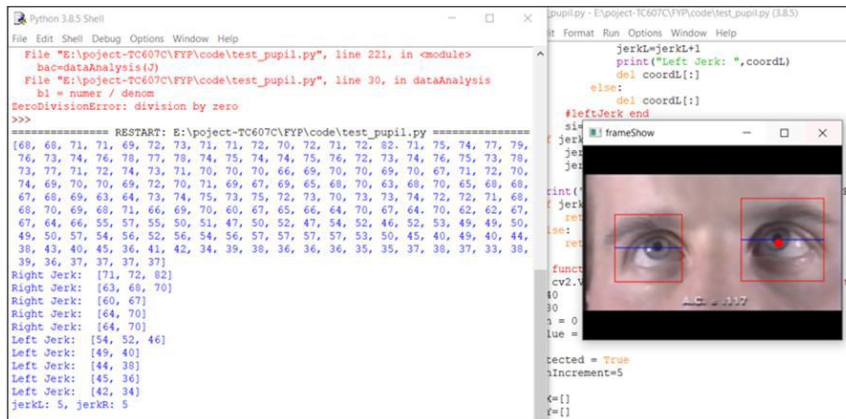 Python 3.8.5 Shell
File Edit Shell Debug Options Window Help
File "E:\poject-TC607C\FYP\code\test_pupil.py", line 221, in <module>
bac=dataAnalysis(J)
File "E:\poject-TC607C\FYP\code\test_pupil.py", line 30, in dataAnalysis
b1 = numer / denom
ZeroDivisionError: division by zero
>>>
=============== RESTART: E:\poject-TC607C\FYP\code\test_pupil.py ===============
[68, 68, 71, 71, 69, 72, 73, 71, 71, 72, 70, 72, 71, 72, 82, 71, 75, 74, 77, 79,
76, 73, 74, 76, 78, 77, 78, 74, 75, 74, 74, 75, 76, 72, 73, 74, 76, 75, 73, 78,
73, 77, 71, 72, 74, 73, 71, 70, 70, 70, 66, 69, 70, 70, 69, 70, 67, 71, 72, 70,
74, 69, 70, 70, 69, 72, 70, 71, 69, 67, 69, 65, 68, 70, 63, 68, 70, 65, 68, 68,
67, 68, 69, 63, 64, 73, 74, 75, 73, 75, 72, 73, 70, 73, 73, 74, 72, 72, 71, 68,
68, 70, 69, 68, 71, 66, 69, 70, 60, 67, 65, 66, 64, 70, 67, 64, 70, 62, 62, 67,
67, 64, 66, 55, 57, 55, 50, 51, 47, 50, 52, 47, 54, 52, 46, 52, 53, 49, 49, 50,
49, 50, 57, 54, 56, 52, 56, 54, 56, 57, 57, 57, 57, 53, 50, 45, 40, 49, 40, 44,
38, 43, 40, 45, 36, 41, 42, 34, 39, 38, 36, 36, 36, 35, 35, 37, 38, 37, 33, 38,
39, 36, 37, 37, 37, 37]
Right Jerk: [71, 72, 82]
Right Jerk: [63, 68, 70]
Right Jerk: [60, 67]
Right Jerk: [64, 70]
Right Jerk: [64, 70]
Left Jerk: [54, 52, 46]
Left Jerk: [49, 40]
Left Jerk: [44, 38]
Left Jerk: [45, 36]
Left Jerk: [42, 34]
jerkL: 5, jerkR: 5
_pupil.py - E:\poject-TC607C\FYP\code\test_pupil.py (3.8.5)
it Format Run Options Window Help
jerkL=jerkL+1
print("Left Jerk: ",coordL)
del coordL[:]
else:
del coordL[:]
#leftJerk end
si=
frameShow
A.C. = .117
functi
cv2.V
40
30
n = 0
lue =
tected = True
nIncrement=5
x=[]
f=[]